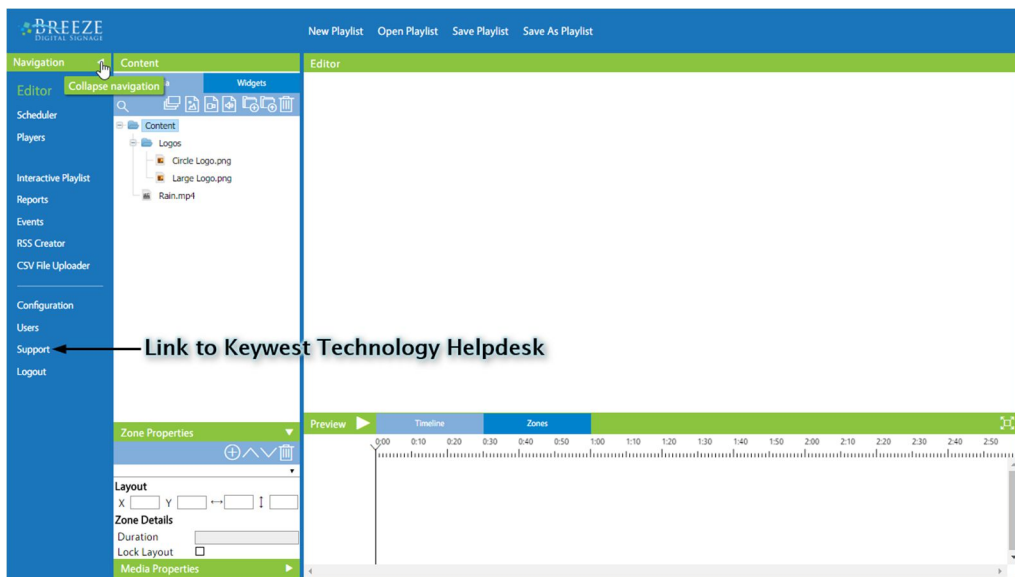 BREEZE
DIGITAL SIGNAGE
New Playlist Open Playlist Save Playlist Save As Playlist
Navigation
Content
Editor
Collapse navigation
Editor
Scheduler
Players
Interactive Playlist
Reports
Events
RSS Creator
CSV File Uploader
Configuration
Users
Support
Logout
Widgets
Content
Logos
Circle Logo.png
Large Logo.png
Rain.mp4
Link to Keywest Technology Helpdesk
Zone Properties
Layout
X Y
Zone Details
Duration
Lock Layout
Media Properties
Preview Timeline Zones
0:00 0:10 0:20 0:30 0:40 0:50 1:00 1:10 1:20 1:30 1:40 1:50 2:00 2:10 2:20 2:30 2:40 2:50